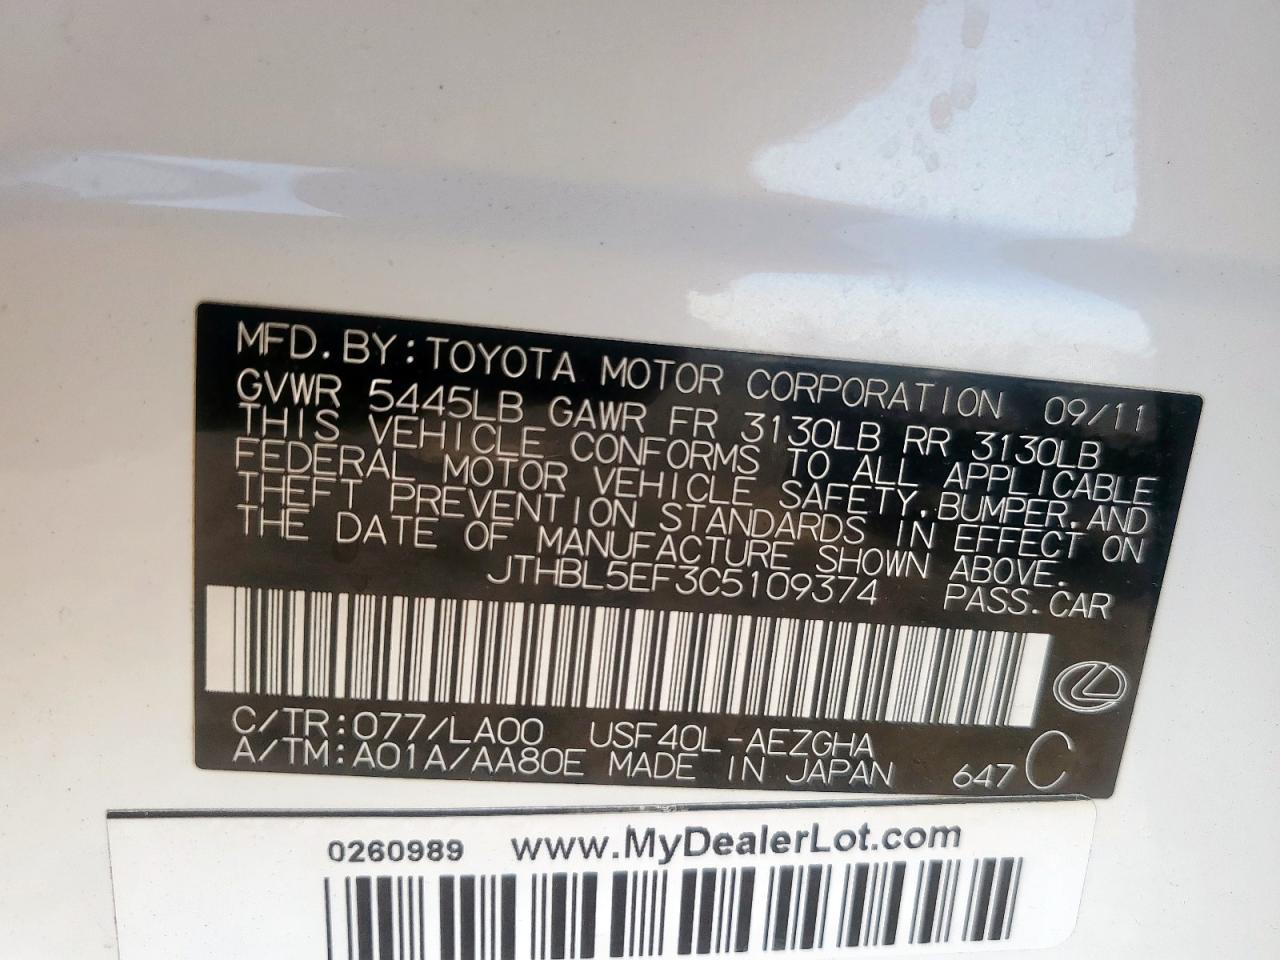 MFD. BY: TOYOTA MOTOR CORPORATION 09/11
GVWR 5445LB GAWR FR 3130LB RR 3130LB
THIS VEHICLE CONFORMS TO ALL APPLICABLE
FEDERAL MOTOR VEHICLE SAFETY, BUMPER, AND
THEFT PREVENTION STANDARDS IN EFFECT ON
THE DATE OF MANUFACTURE SHOWN ABOVE.
JTHBL5EF3C5109374 PASS. CAR
C/TR: 077/LA00 USF40L-AEZGHA
A/TM: A01A/AA80E MADE IN JAPAN 647 C
0260989 www.MyDealerLot.com